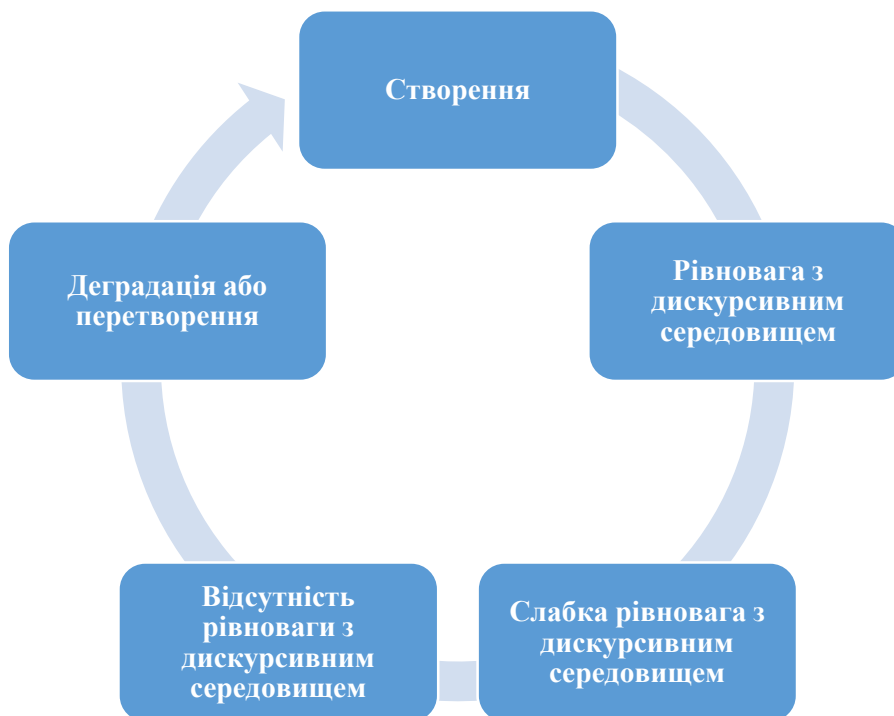 Створення
Рівновага з
дискурсивним
середовищем
Слабка рівновага з
дискурсивним
середовищем
Відсутність
рівноваги з
дискурсивним
середовищем
Деградація або
перетворення